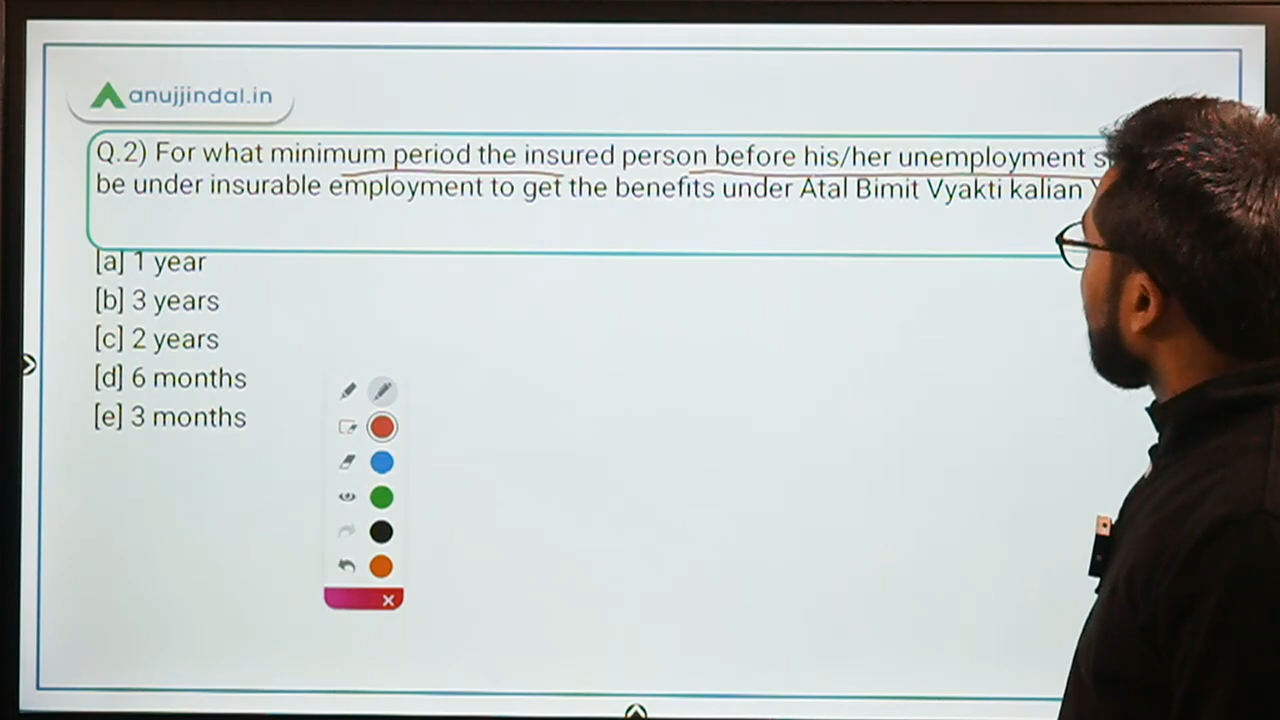 anujjindal.in
Q.2) For what minimum period the insured person before his/her unemployment
be under insurable employment to get the benefits under Atal Bimit Vyakti kalian
[a] 1 year
[b] 3 years
[c] 2 years
[d] 6 months
[e] 3 months